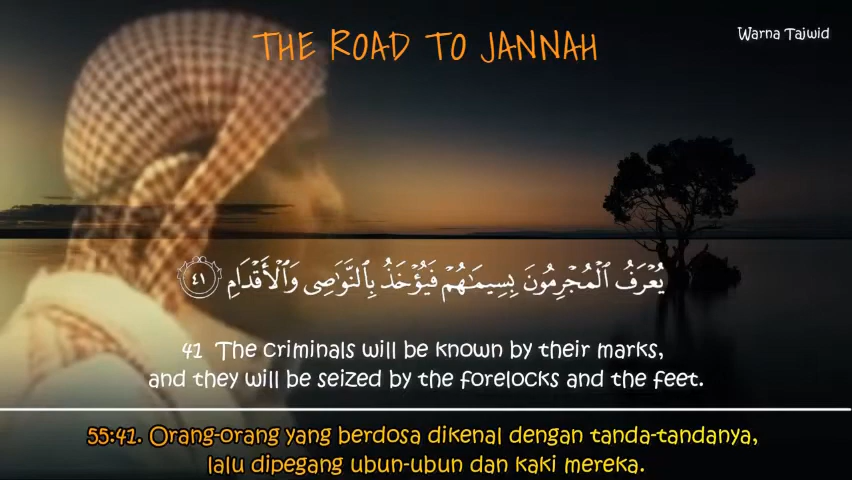 THE ROAD TO JANNAH
Warna Tajwid
يُعْرَفُ ٱلْمُجْرِمُونَ بِسِيمَـٰهُمْ فَيُؤْخَذُ بِٱلنَّوَٰصِى وَٱلْأَقْدَامِ ٤١
41 The criminals will be known by their marks,
and they will be seized by the forelocks and the feet.
55:41. Orang-orang yang berdosa dikenal dengan tanda-tandanya,
lalu dipegang ubun-ubun dan kaki mereka.